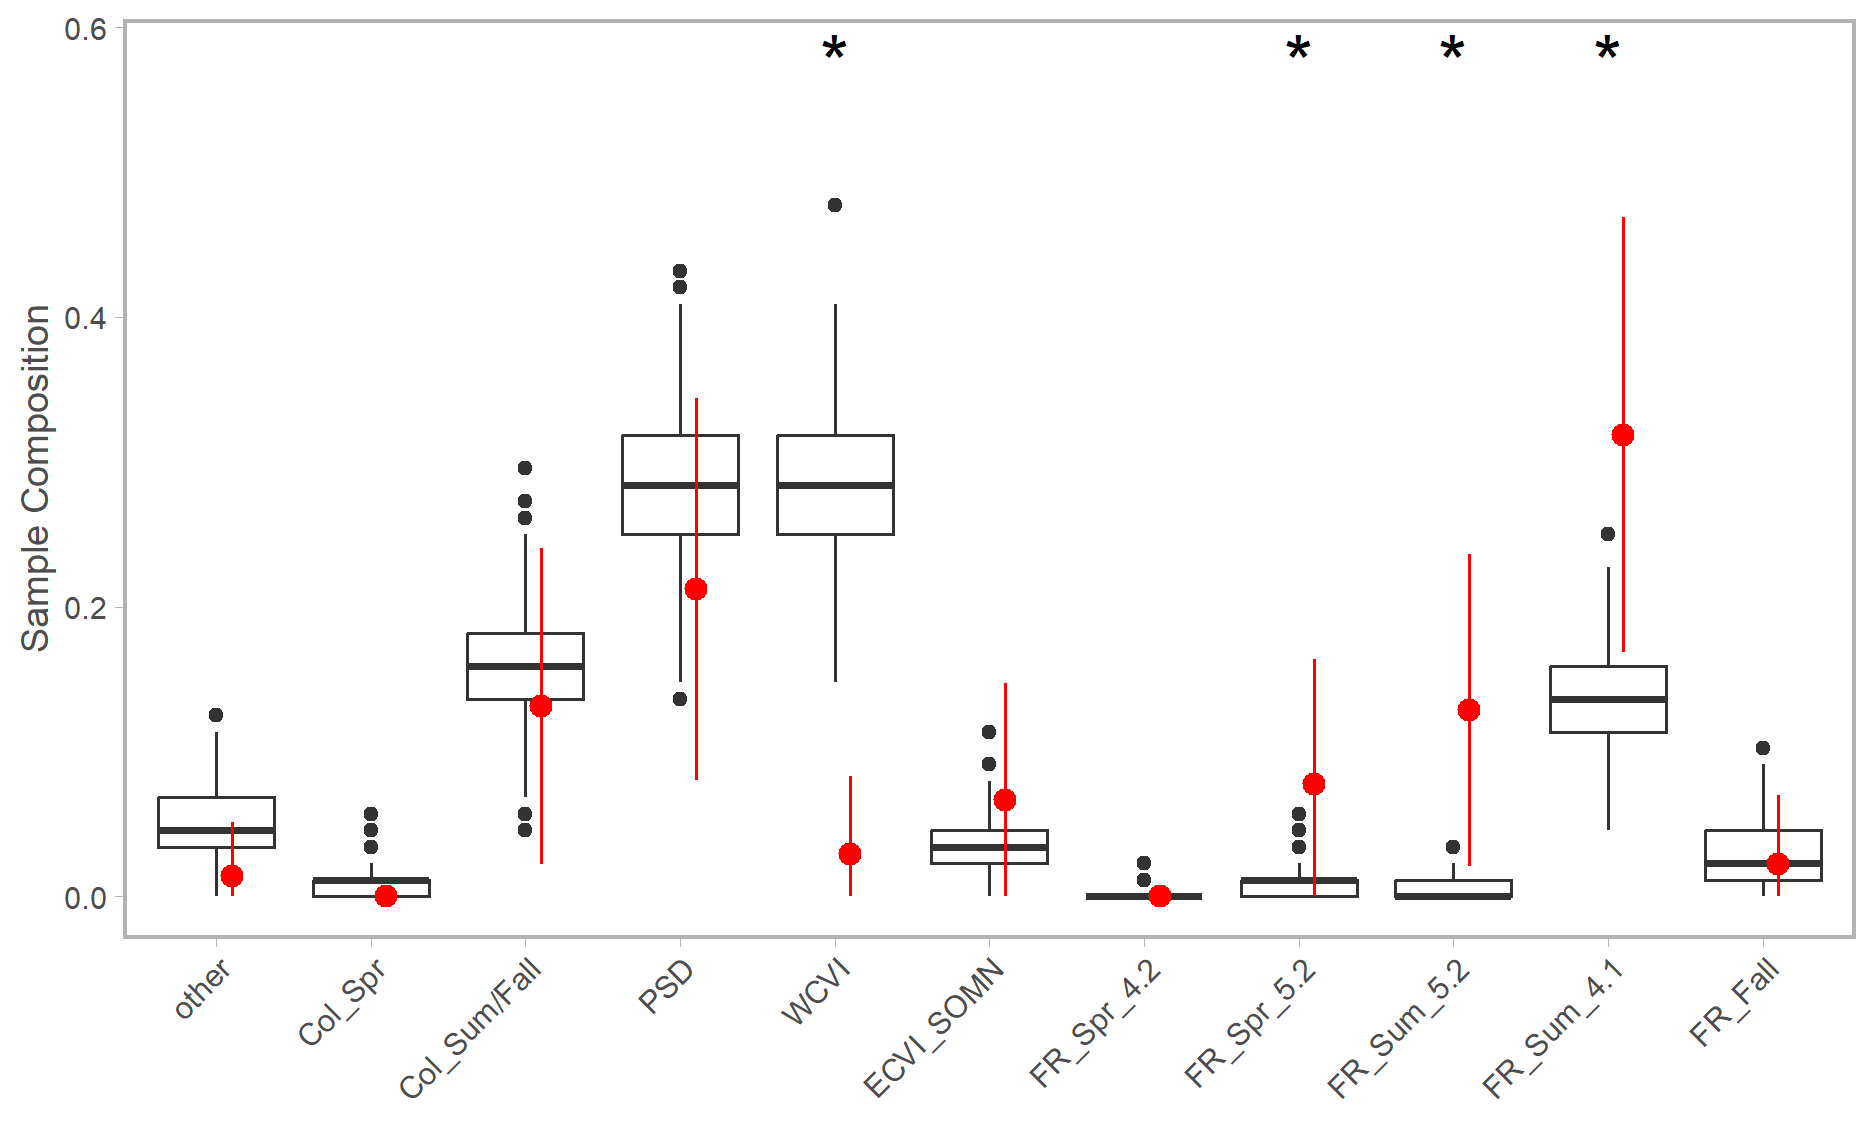 0.6
* * * *
0.4
0.2
0.0
Sample Composition
other
Col_Spr
Col_Sum/Fall
PSD
WCVI
ECVI_SOMN
FR_Spr_4.2
FR_Spr_5.2
FR_Sum_5.2
FR_Sum_4.1
FR_Fall